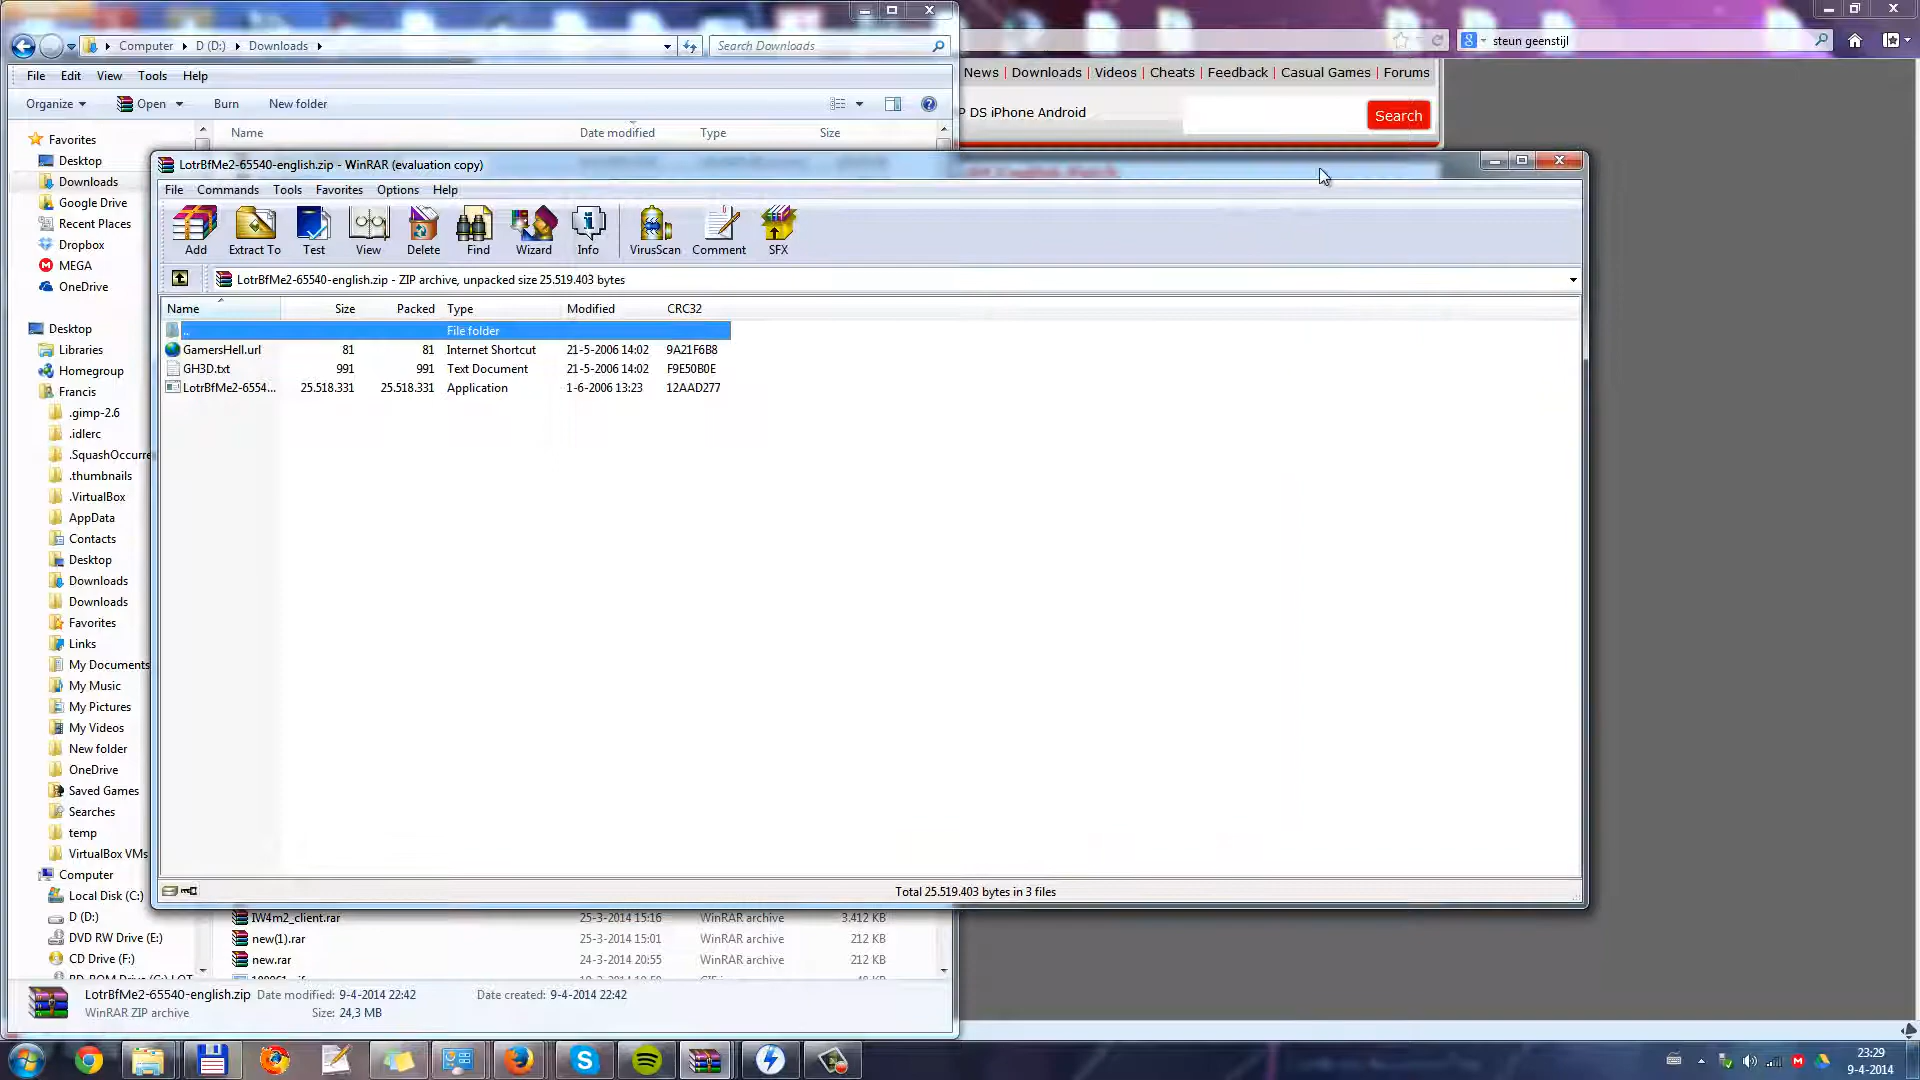 Computer D (D:) Downloads
Search Downloads
steun geenstijl
File Edit View Tools Help
News | Downloads | Videos | Cheats | Feedback | Casual Games | Forums
Organize Open Burn New folder
P DS iPhone Android
Search
Name Date modified Type Size
Favorites
Desktop
Downloads
Google Drive
Recent Places
Dropbox
MEGA
OneDrive
Desktop
Libraries
Homegroup
Francis
.gimp-2.6
.idlerc
.SquashOccurre
.thumbnails
.VirtualBox
AppData
Contacts
Desktop
Downloads
Downloads
Favorites
Links
My Documents
My Music
My Pictures
My Videos
New folder
OneDrive
Saved Games
Searches
temp
VirtualBox VMs
Computer
Local Disk (C:)
D (D:)
DVD RW Drive (E:)
CD Drive (F:)
LotrBfMe2-65540-english.zip - WinRAR (evaluation copy)
File Commands Tools Favorites Options Help
Add Extract To Test View Delete Find Wizard Info VirusScan Comment SFX
LotrBfMe2-65540-english.zip - ZIP archive, unpacked size 25.519.403 bytes
Name Size Packed Type Modified CRC32
.. File folder
GamersHell.url 81 81 Internet Shortcut 21-5-2006 14:02 9A21F6B8
GH3D.txt 991 991 Text Document 21-5-2006 14:02 F9E50B0E
LotrBfMe2-6554... 25.518.331 25.518.331 Application 1-6-2006 13:23 12AAD277
Total 25.519.403 bytes in 3 files
IW4m2_client.rar 25-3-2014 15:16 WinRAR archive 3.412 KB
new(1).rar 25-3-2014 15:01 WinRAR archive 212 KB
new.rar 24-3-2014 20:55 WinRAR archive 212 KB
LotrBfMe2-65540-english.zip Date modified: 9-4-2014 22:42 Date created: 9-4-2014 22:42
WinRAR ZIP archive Size: 24,3 MB
23:29
9-4-2014